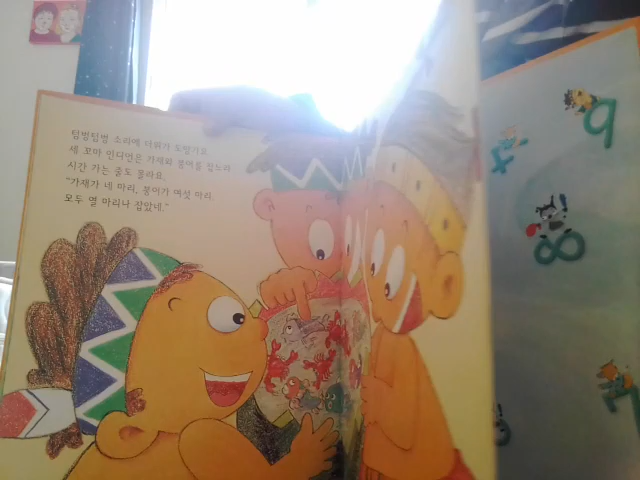 텀벙텀벙 소리에 더위가 도망가요.
세 꼬마 인디언은 가재와 붕어를 잡느라
시간 가는 줄도 몰라요.
"가재가 네 마리, 붕어가 여섯 마리.
모두 열 마리나 잡았네."
9
8